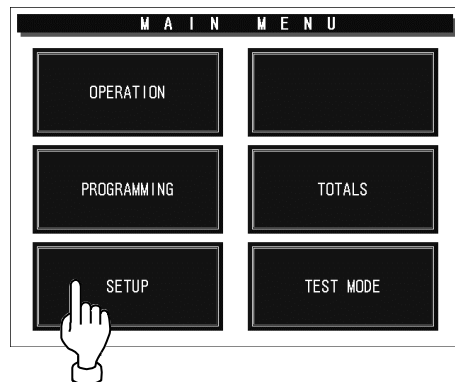 MAIN MENU
OPERATION
PROGRAMMING
TOTALS
SETUP
TEST MODE